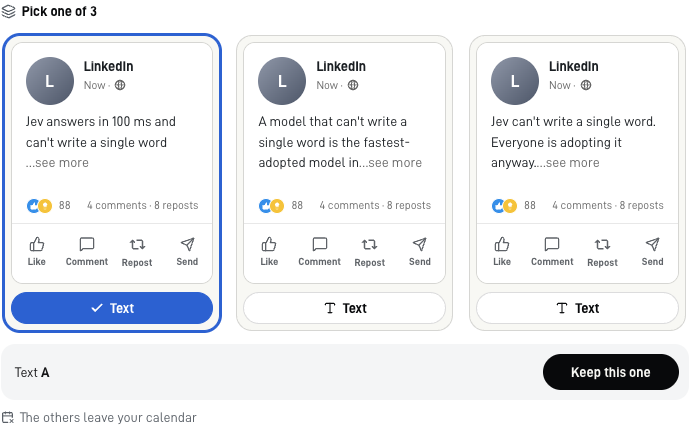 Pick one of 3
L
LinkedIn
Now ·
Jev answers in 100 ms and
can't write a single word
...see more
88
4 comments · 8 reposts
Like
Comment
Repost
Send
Text
L
LinkedIn
Now ·
A model that can't write a
single word is the fastest-
adopted model in...see more
88
4 comments · 8 reposts
Like
Comment
Repost
Send
Text
L
LinkedIn
Now ·
Jev can't write a single word.
Everyone is adopting it
anyway....see more
88
4 comments · 8 reposts
Like
Comment
Repost
Send
Text
Text A
Keep this one
The others leave your calendar